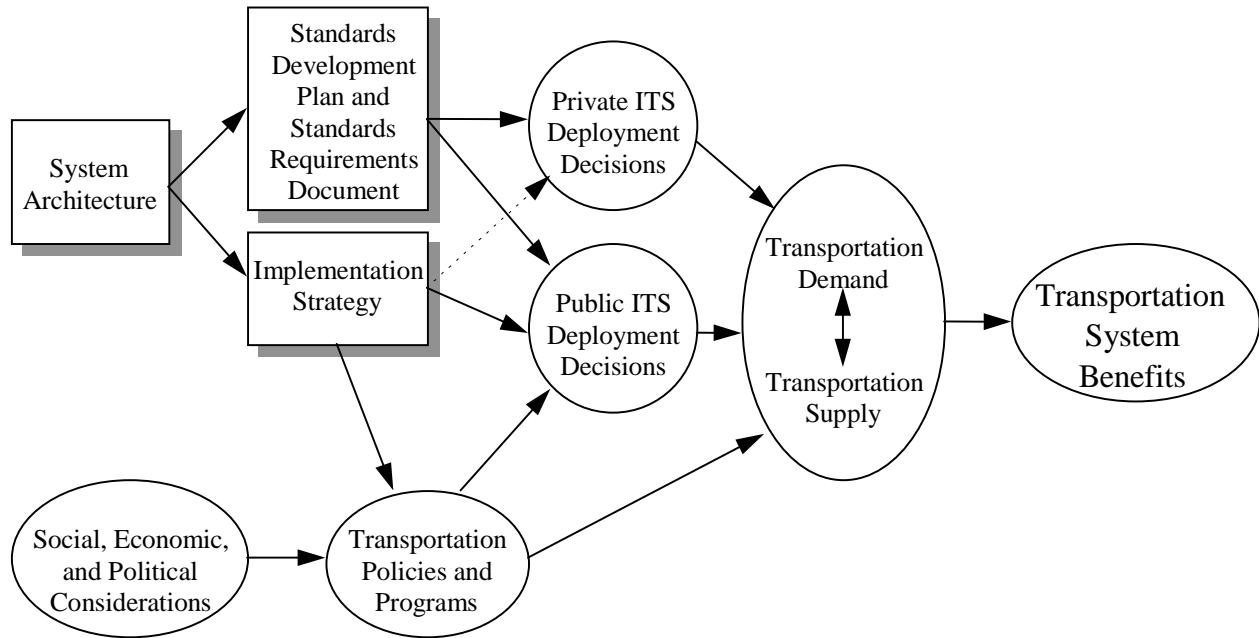 System
Architecture
Standards
Development
Plan and
Standards
Requirements
Document
Implementation
Strategy
Private ITS
Deployment
Decisions
Public ITS
Deployment
Decisions
Transportation
Demand
Transportation
Supply
Transportation
System
Benefits
Social, Economic,
and Political
Considerations
Transportation
Policies and
Programs